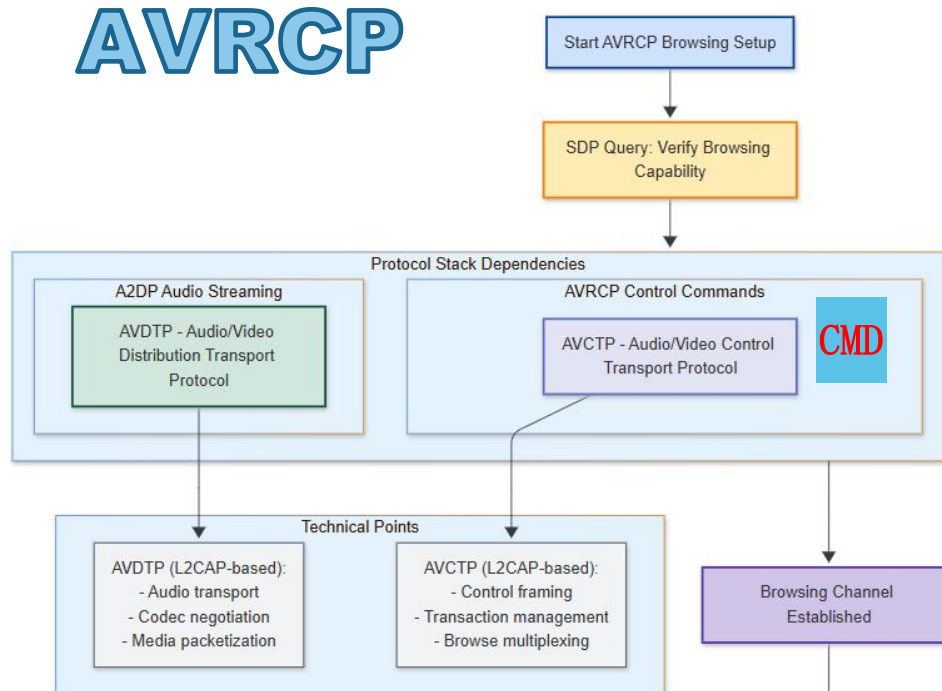 AVRCP
Start AVRCP Browsing Setup
SDP Query: Verify Browsing
Capability
Protocol Stack Dependencies
A2DP Audio Streaming
AVDTP - Audio/Video
Distribution Transport
Protocol
AVRCP Control Commands
AVCTP - Audio/Video Control
Transport Protocol
CMD
Technical Points
AVDTP (L2CAP-based):
- Audio transport
- Codec negotiation
- Media packetization
AVCTP (L2CAP-based):
- Control framing
- Transaction management
- Browse multiplexing
Browsing Channel
Established